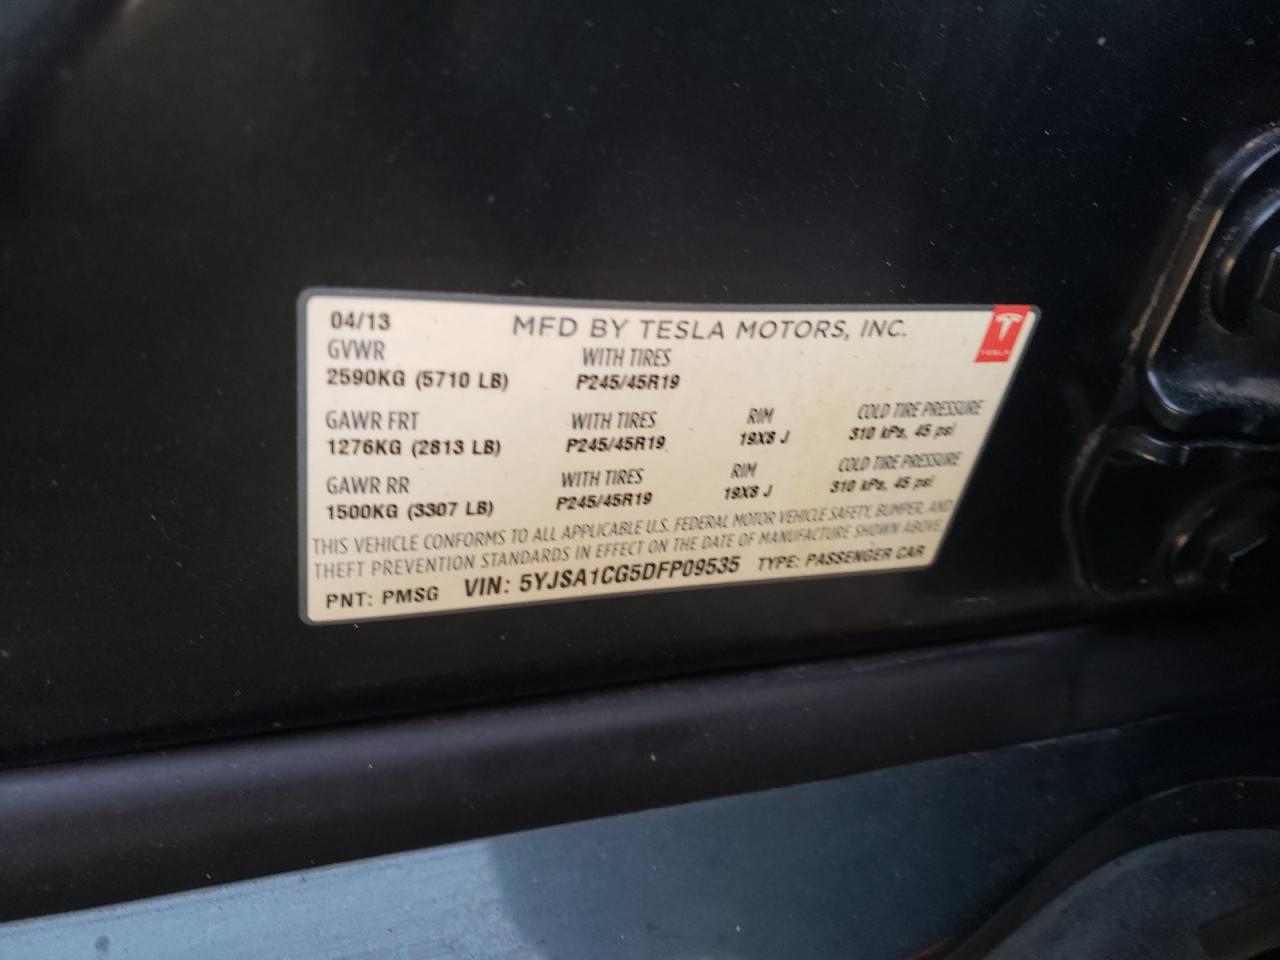 04/13 MFD BY TESLA MOTORS, INC.
TESLA
GVWR WITH TIRES
2590KG (5710 LB) P245/45R19
GAWR FRT WITH TIRES RIM COLD TIRE PRESSURE
1276KG (2813 LB) P245/45R19 19X8 J 310 kPa, 45 psi
GAWR RR WITH TIRES RIM COLD TIRE PRESSURE
1500KG (3307 LB) P245/45R19 19X8 J 310 kPa, 45 psi
THIS VEHICLE CONFORMS TO ALL APPLICABLE U.S. FEDERAL MOTOR VEHICLE SAFETY, BUMPER, AND
THEFT PREVENTION STANDARDS IN EFFECT ON THE DATE OF MANUFACTURE SHOWN ABOVE
PNT: PMSG VIN: 5YJSA1CG5DFP09535 TYPE: PASSENGER CAR